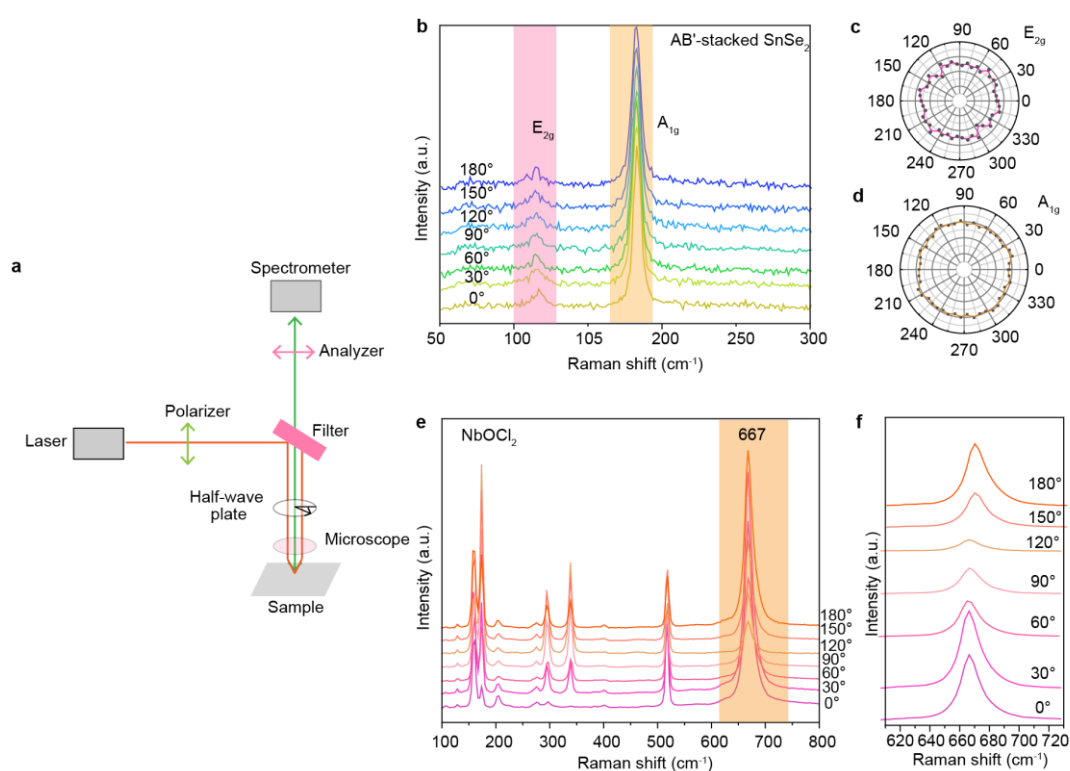 a
Spectrometer
Analyzer
Polarizer
Laser
Filter
Half-wave
plate
Microscope
Sample
b
AB'-stacked SnSe₂
E₂g
A₁g
180°
150°
120°
90°
60°
30°
0°
Intensity (a.u.)
50 100 105 200 250 300
Raman shift (cm⁻¹)
c
E₂g
90
120 60
150 30
180 0
210 330
240 300
270
d
A₁g
90
120 60
150 30
180 0
210 330
240 300
270
e
NbOCl₂
667
180°
150°
120°
90°
60°
30°
0°
Intensity (a.u.)
100 200 300 400 500 600 700 800
Raman shift (cm⁻¹)
f
180°
150°
120°
90°
60°
30°
0°
Intensity (a.u.)
620 640 660 680 700 720
Raman shift (cm⁻¹)